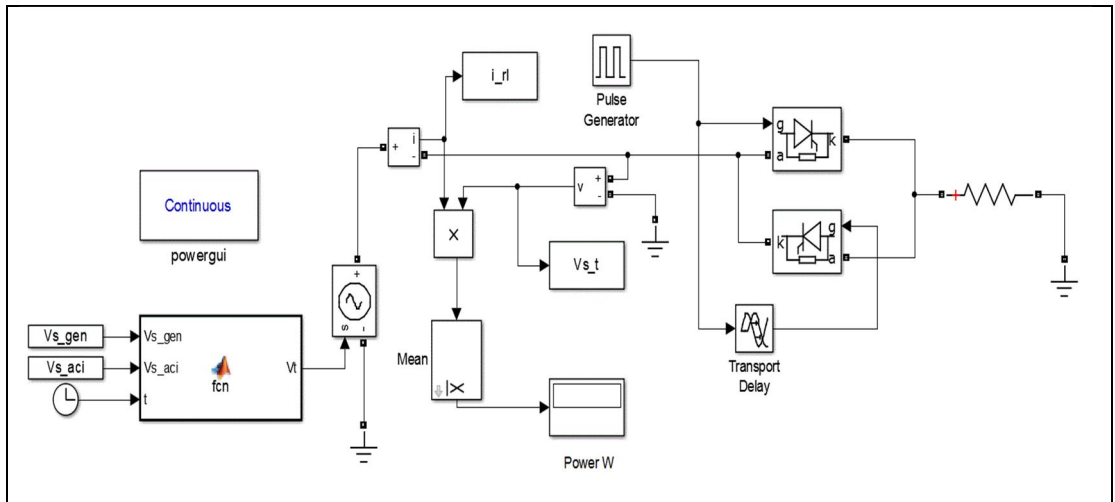 i_rl
Pulse
Generator
i
+
-
g
a
k
v
+
-
Continuous
powergui
X
Vs_t
k
g
a
+
s
-
Vs_gen
Vs_aci
Vs_gen
Vs_aci
t
fcn
Vt
Mean
|X
Transport
Delay
Power W
+